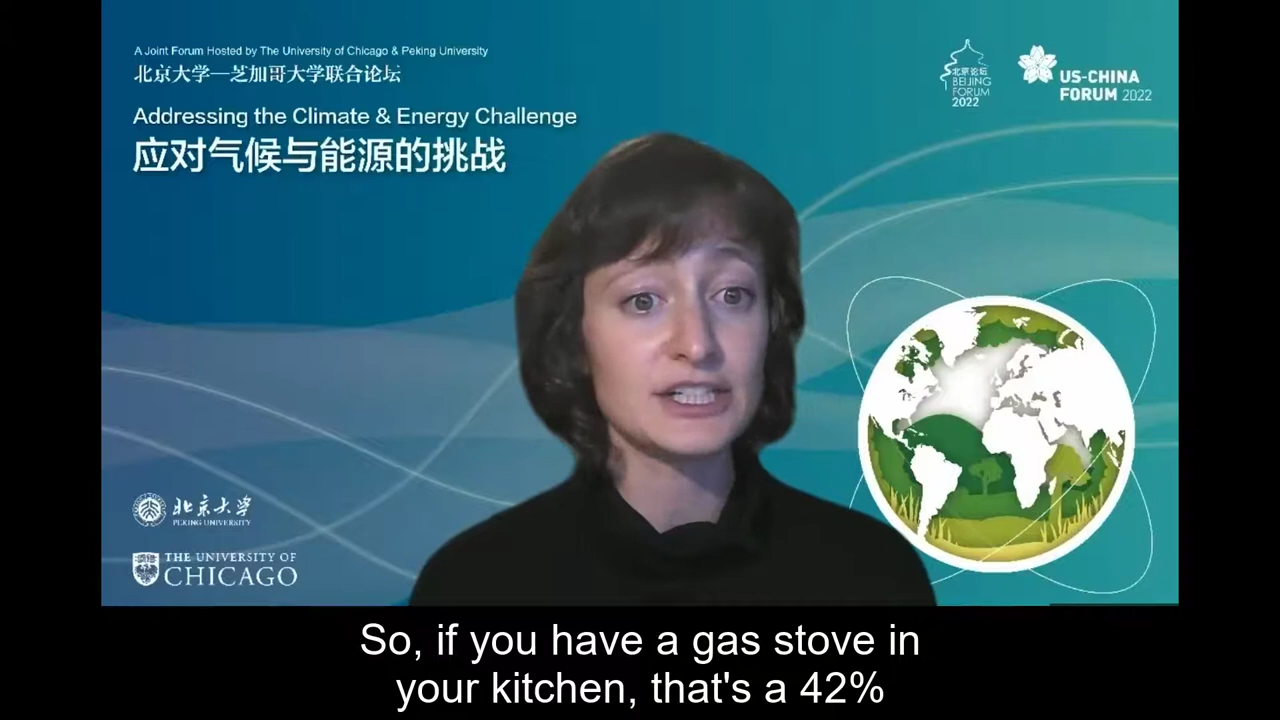 A Joint Forum Hosted by The University of Chicago & Peking University
北京大学—芝加哥大学联合论坛
Addressing the Climate & Energy Challenge
应对气候与能源的挑战
北京论坛
BEIJING
FORUM
2022
US-CHINA
FORUM 2022
北京大学
PEKING UNIVERSITY
THE UNIVERSITY OF
CHICAGO
So, if you have a gas stove in
your kitchen, that's a 42%